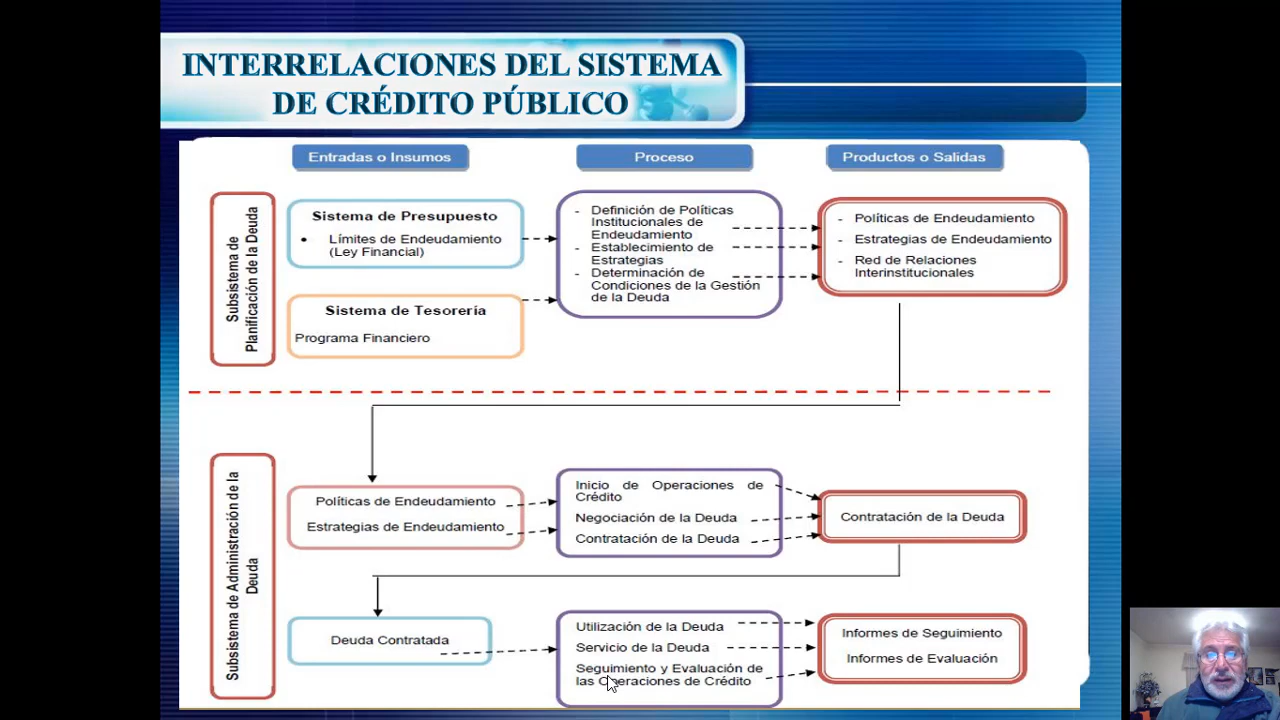 INTERRELACIONES DEL SISTEMA
DE CRÉDITO PÚBLICO
Entradas o Insumos
Proceso
Productos o Salidas
Subsistema de
Planificación de la Deuda
Sistema de Presupuesto
• Límites de Endeudamiento
(Ley Financial)
Sistema de Tesorería
Programa Financiero
- Definición de Políticas
Institucionales de
Endeudamiento
- Establecimiento de
Estrategias
- Determinación de
Condiciones de la Gestión
de la Deuda
- Políticas de Endeudamiento
- Estrategias de Endeudamiento
- Red de Relaciones
Interinstitucionales
Subsistema de Administración de la
Deuda
Políticas de Endeudamiento
Estrategias de Endeudamiento
Inicio de Operaciones de
Crédito
Negociación de la Deuda
Contratación de la Deuda
Contratación de la Deuda
Deuda Contratada
Utilización de la Deuda
Servicio de la Deuda
Seguimiento y Evaluación de
las Operaciones de Crédito
Informes de Seguimiento
Informes de Evaluación